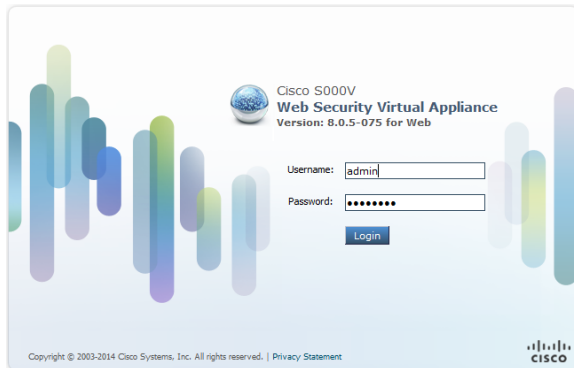 Cisco S000V
Web Security Virtual Appliance
Version: 8.0.5-075 for Web
Username: admin
Password: ••••••••
Login
Copyright © 2003-2014 Cisco Systems, Inc. All rights reserved. | Privacy Statement
CISCO